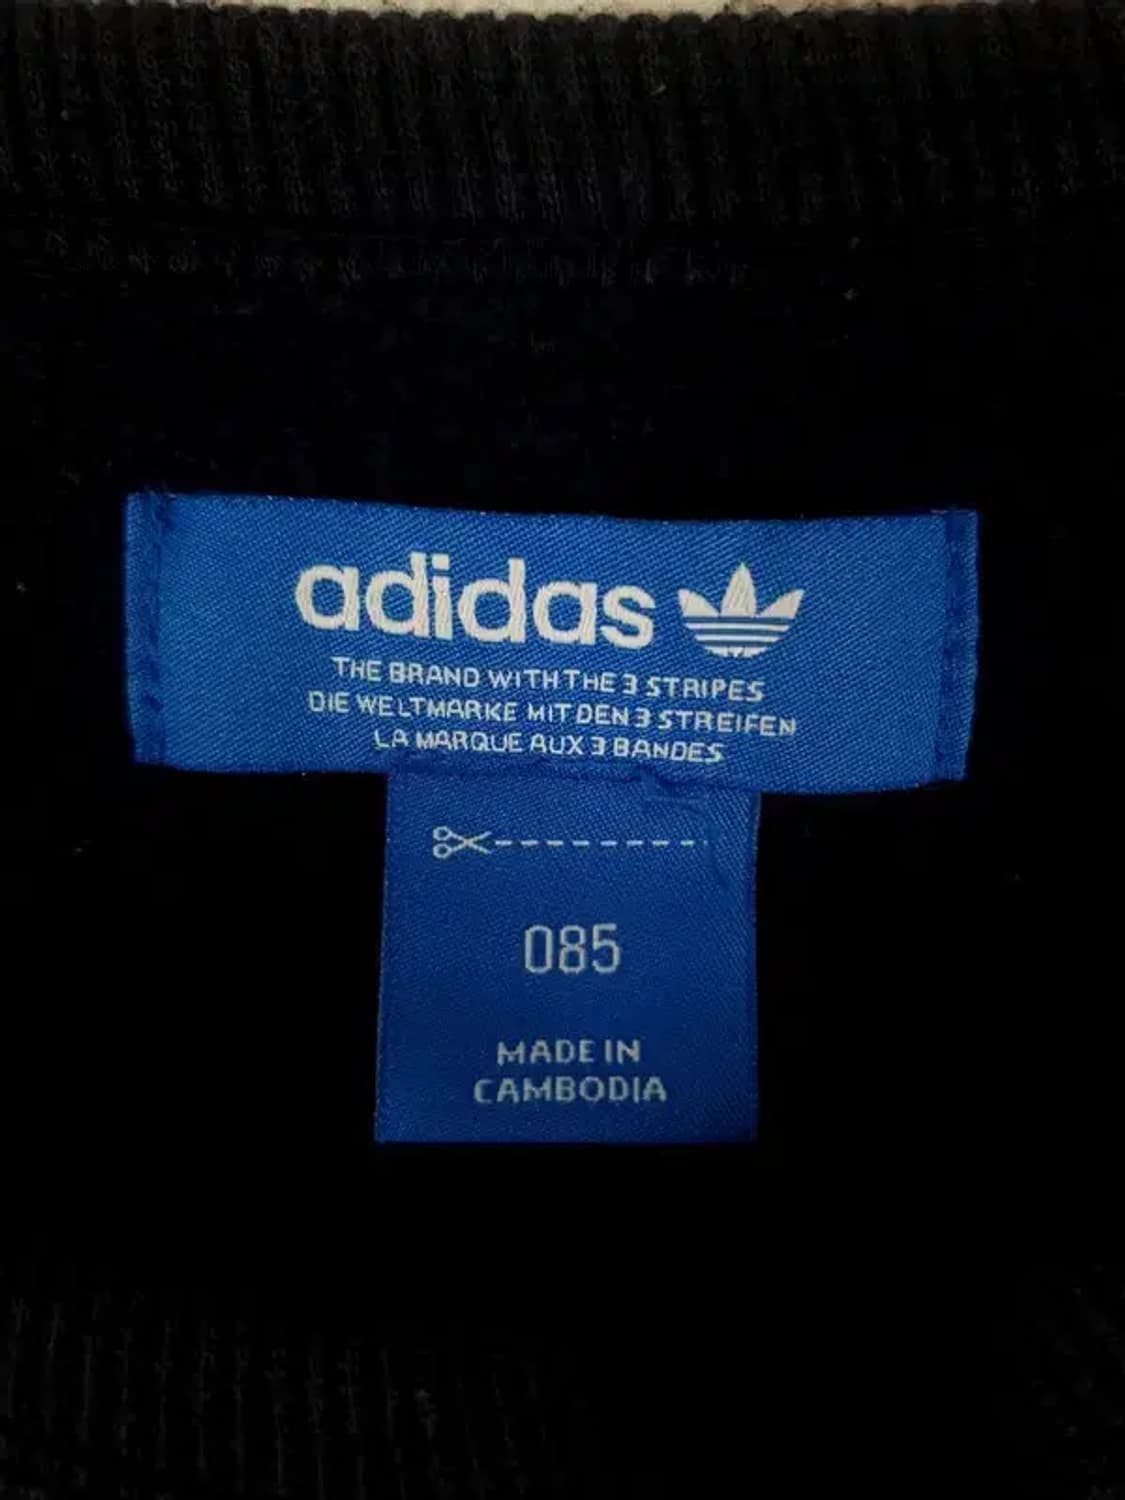 adidas
THE BRAND WITH THE 3 STRIPES
DIE WELTMARKE MIT DEN 3 STREIFEN
LA MARQUE AUX 3 BANDES
085
MADE IN
CAMBODIA